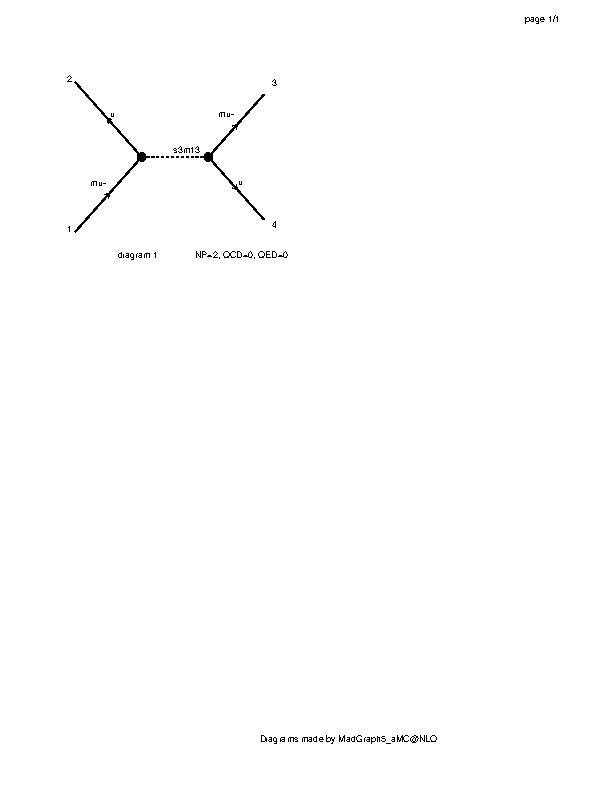 page 1/1
2
3
u
mu-
s3m13
mu-
u
1
4
diagram 1 NP=2, QCD=0, QED=0
Diagrams made by MadGraph5_aMC@NLO